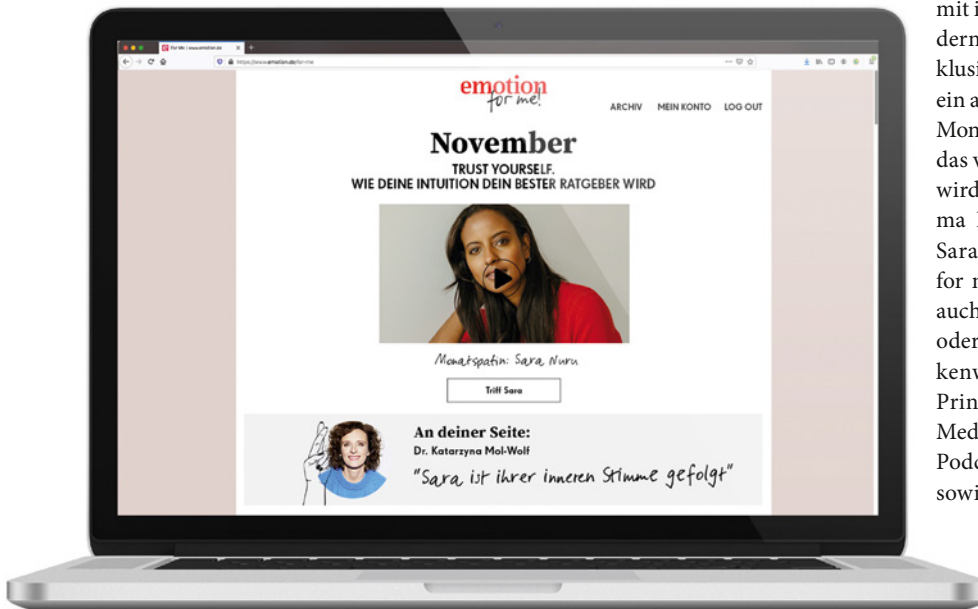 For Me | www.emotion.de
https://www.emotion.de/for-me
emotion
for me!
ARCHIV MEIN KONTO LOG OUT
November
TRUST YOURSELF.
WIE DEINE INTUITION DEIN BESTER RATGEBER WIRD
Monatspatin: Sara Nuru
Triff Sara
An deiner Seite:
Dr. Katarzyna Mol-Wolf
"Sara ist ihrer inneren Stimme gefolgt"
mit i
dern
klusi
ein a
Mon
das v
wird
ma
Sara
for n
auch
oder
kenw
Prin
Med
Podc
sowi